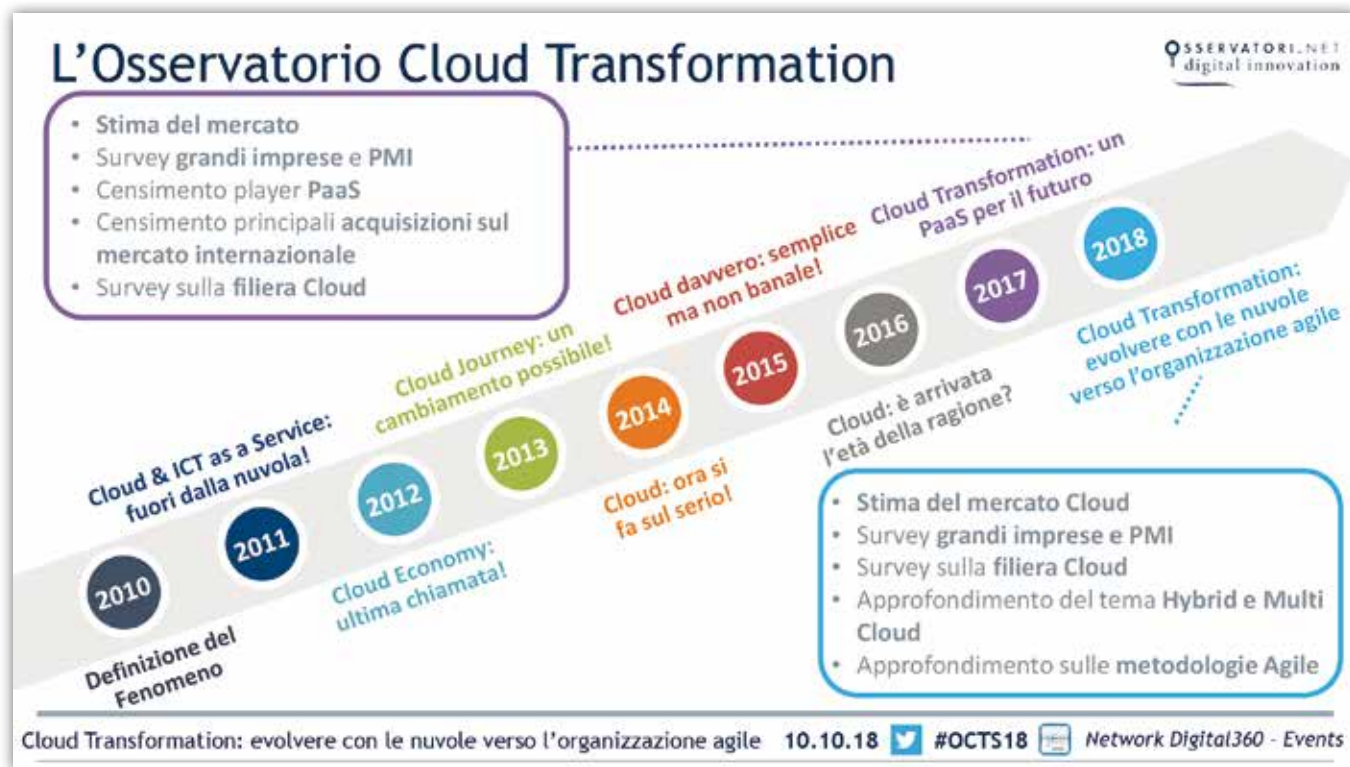 L'Osservatorio Cloud Transformation
OSSERVATORI.NET
digital innovation
• Stima del mercato
• Survey grandi imprese e PMI
• Censimento player PaaS
• Censimento principali acquisizioni sul
mercato internazionale
• Survey sulla filiera Cloud
2010
Definizione del
Fenomeno
Cloud & ICT as a Service:
fuori dalla nuvola!
2011
2012
Cloud Economy:
ultima chiamata!
Cloud Journey: un
cambiamento possibile!
2013
2014
Cloud: ora si
fa sul serio!
Cloud davvero: semplice
ma non banale!
2015
2016
Cloud: è arrivata
l'età della ragione?
Cloud Transformation: un
PaaS per il futuro
2017
2018
Cloud Transformation:
evolvere con le nuvole
verso l'organizzazione agile
• Stima del mercato Cloud
• Survey grandi imprese e PMI
• Survey sulla filiera Cloud
• Approfondimento del tema Hybrid e Multi
Cloud
• Approfondimento sulle metodologie Agile
Cloud Transformation: evolvere con le nuvole verso l'organizzazione agile 10.10.18 #OCTS18 Network Digital360 - Events